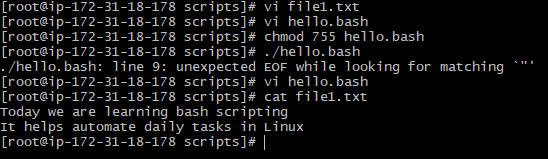 [root@ip-172-31-18-178 scripts]# vi file1.txt
[root@ip-172-31-18-178 scripts]# vi hello.bash
[root@ip-172-31-18-178 scripts]# chmod 755 hello.bash
[root@ip-172-31-18-178 scripts]# ./hello.bash
./hello.bash: line 9: unexpected EOF while looking for matching `"'
[root@ip-172-31-18-178 scripts]# vi hello.bash
[root@ip-172-31-18-178 scripts]# cat file1.txt
Today we are learning bash scripting
It helps automate daily tasks in Linux
[root@ip-172-31-18-178 scripts]#